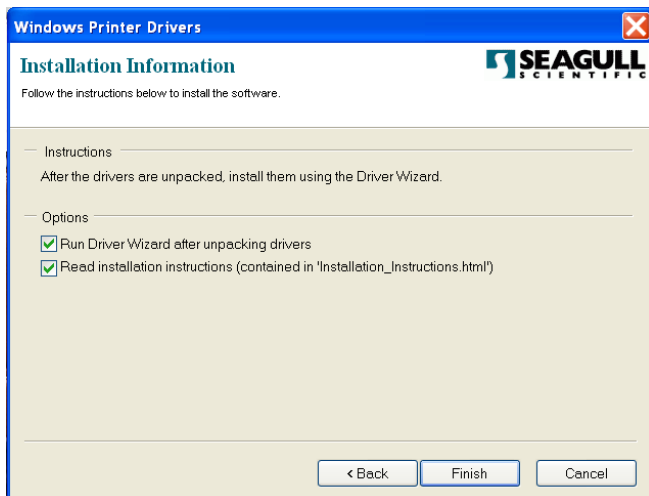 Windows Printer Drivers
Installation Information
SEAGULL
SCIENTIFIC
Follow the instructions below to install the software.
Instructions
After the drivers are unpacked, install them using the Driver Wizard.
Options
Run Driver Wizard after unpacking drivers
Read installation instructions (contained in 'Installation_Instructions.html')
< Back
Finish
Cancel